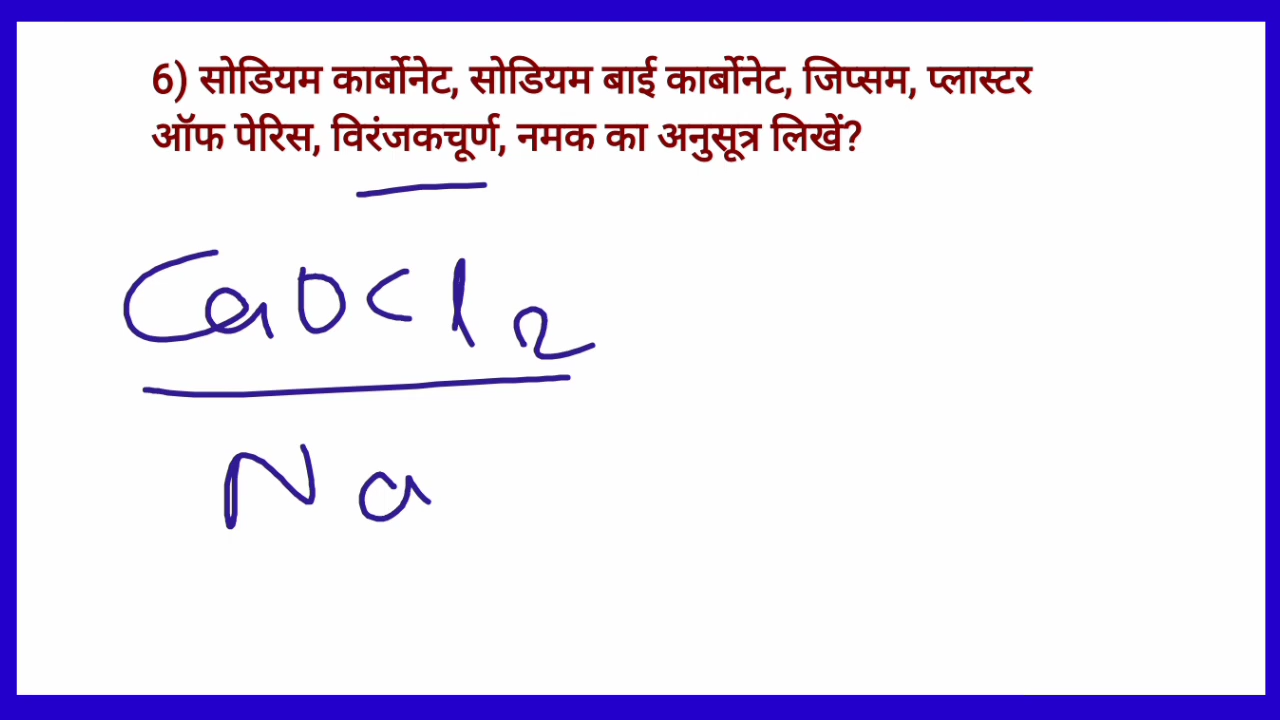 6) सोडियम कार्बोनेट, सोडियम बाई कार्बोनेट, जिप्सम, प्लास्टर
ऑफ पेरिस, विरंजकचूर्ण, नमक का अनुसूत्र लिखें?
CaOCl2
Na